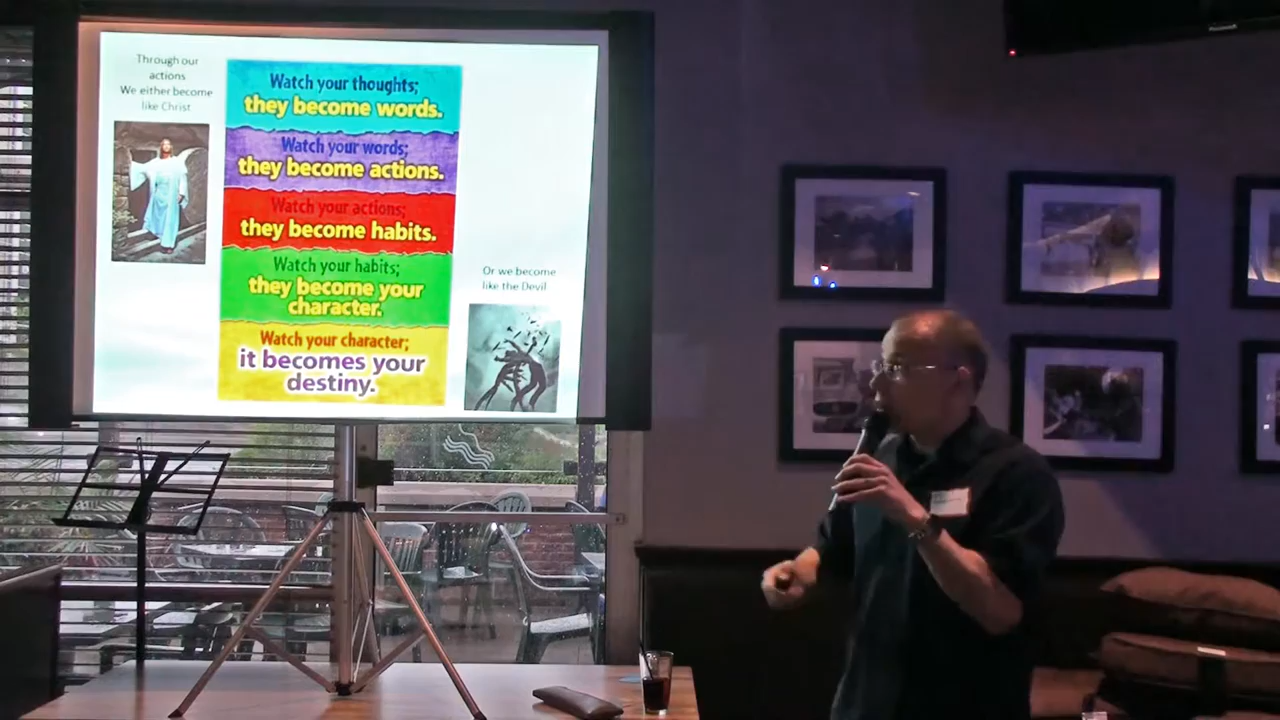 Through our
actions
We either become
like Christ
Watch your thoughts;
they become words.
Watch your words;
they become actions.
Watch your actions;
they become habits.
Watch your habits;
they become your
character.
Watch your character;
it becomes your
destiny.
Or we become
like the Devil